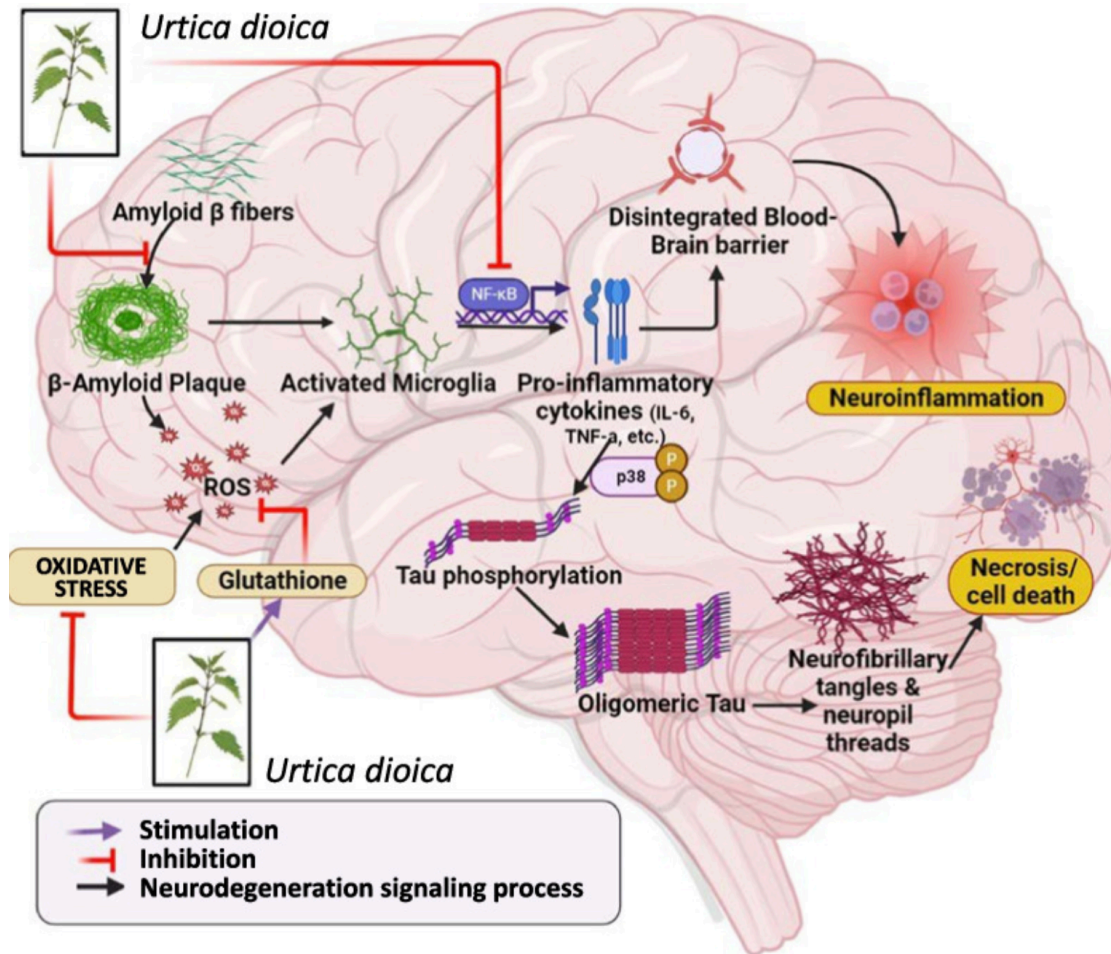 Urtica dioica
Amyloid β fibers
Disintegrated Blood-
Brain barrier
NF-κB
β-Amyloid Plaque
Activated Microglia
Pro-inflammatory
cytokines (IL-6,
TNF-a, etc.)
Neuroinflammation
P
p38
P
ROS
OXIDATIVE
STRESS
Glutathione
Tau phosphorylation
Necrosis/
cell death
Oligomeric Tau
Neurofibrillary
tangles &
neuropil
threads
Urtica dioica
Stimulation
Inhibition
Neurodegeneration signaling process